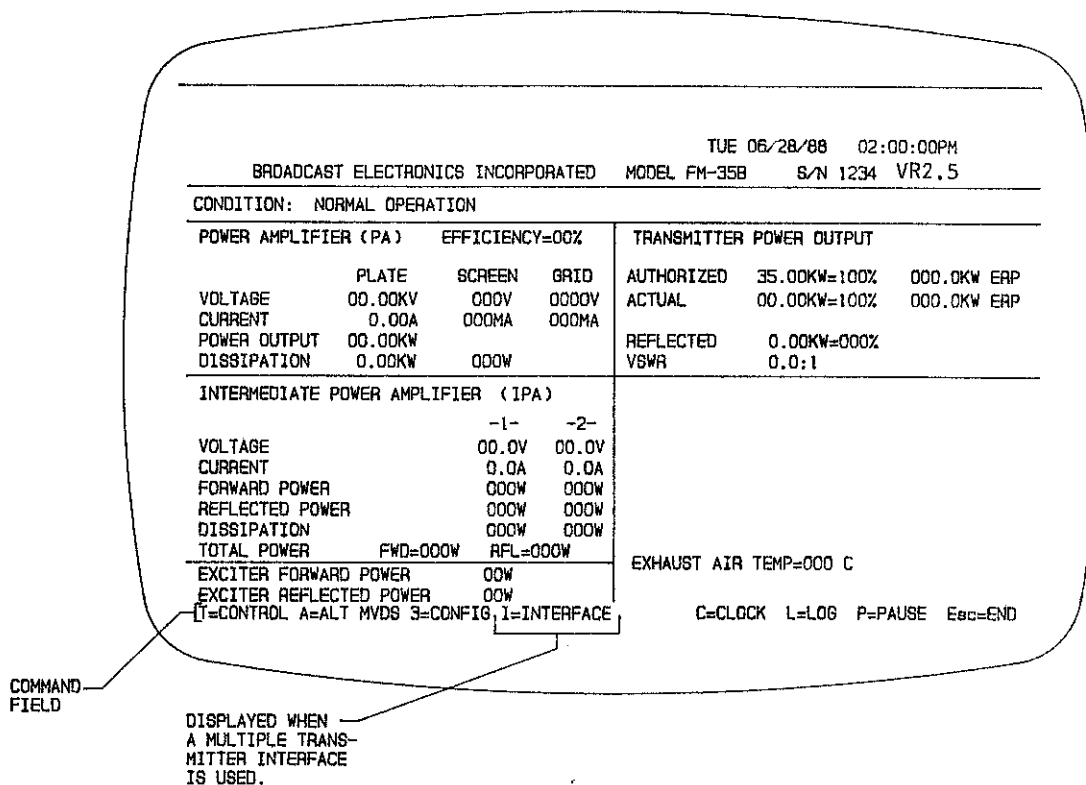 TUE 06/28/88 02:00:00PM
BROADCAST ELECTRONICS INCORPORATED MODEL FM-35B S/N 1234 VR2.5
CONDITION: NORMAL OPERATION
POWER AMPLIFIER (PA) EFFICIENCY=00%
PLATE SCREEN GRID
VOLTAGE 00.00KV 000V 0000V
CURRENT 0.00A 000MA 000MA
POWER OUTPUT 00.00KW
DISSIPATION 0.00KW 000W
TRANSMITTER POWER OUTPUT
AUTHORIZED 35.00KW=100% 000.0KW ERP
ACTUAL 00.00KW=100% 000.0KW ERP
REFLECTED 0.00KW=000%
VSWR 0.0:1
INTERMEDIATE POWER AMPLIFIER (IPA)
-1- -2-
VOLTAGE 00.0V 00.0V
CURRENT 0.0A 0.0A
FORWARD POWER 000W 000W
REFLECTED POWER 000W 000W
DISSIPATION 000W 000W
TOTAL POWER FWD=000W RFL=000W
EXCITER FORWARD POWER 00W
EXCITER REFLECTED POWER 00W
EXHAUST AIR TEMP=000 C
T=CONTROL A=ALT MVDS 3=CONFIG I=INTERFACE C=CLOCK L=LOG P=PAUSE Esc=END
COMMAND
FIELD
DISPLAYED WHEN
A MULTIPLE TRANS-
MITTER INTERFACE
IS USED.